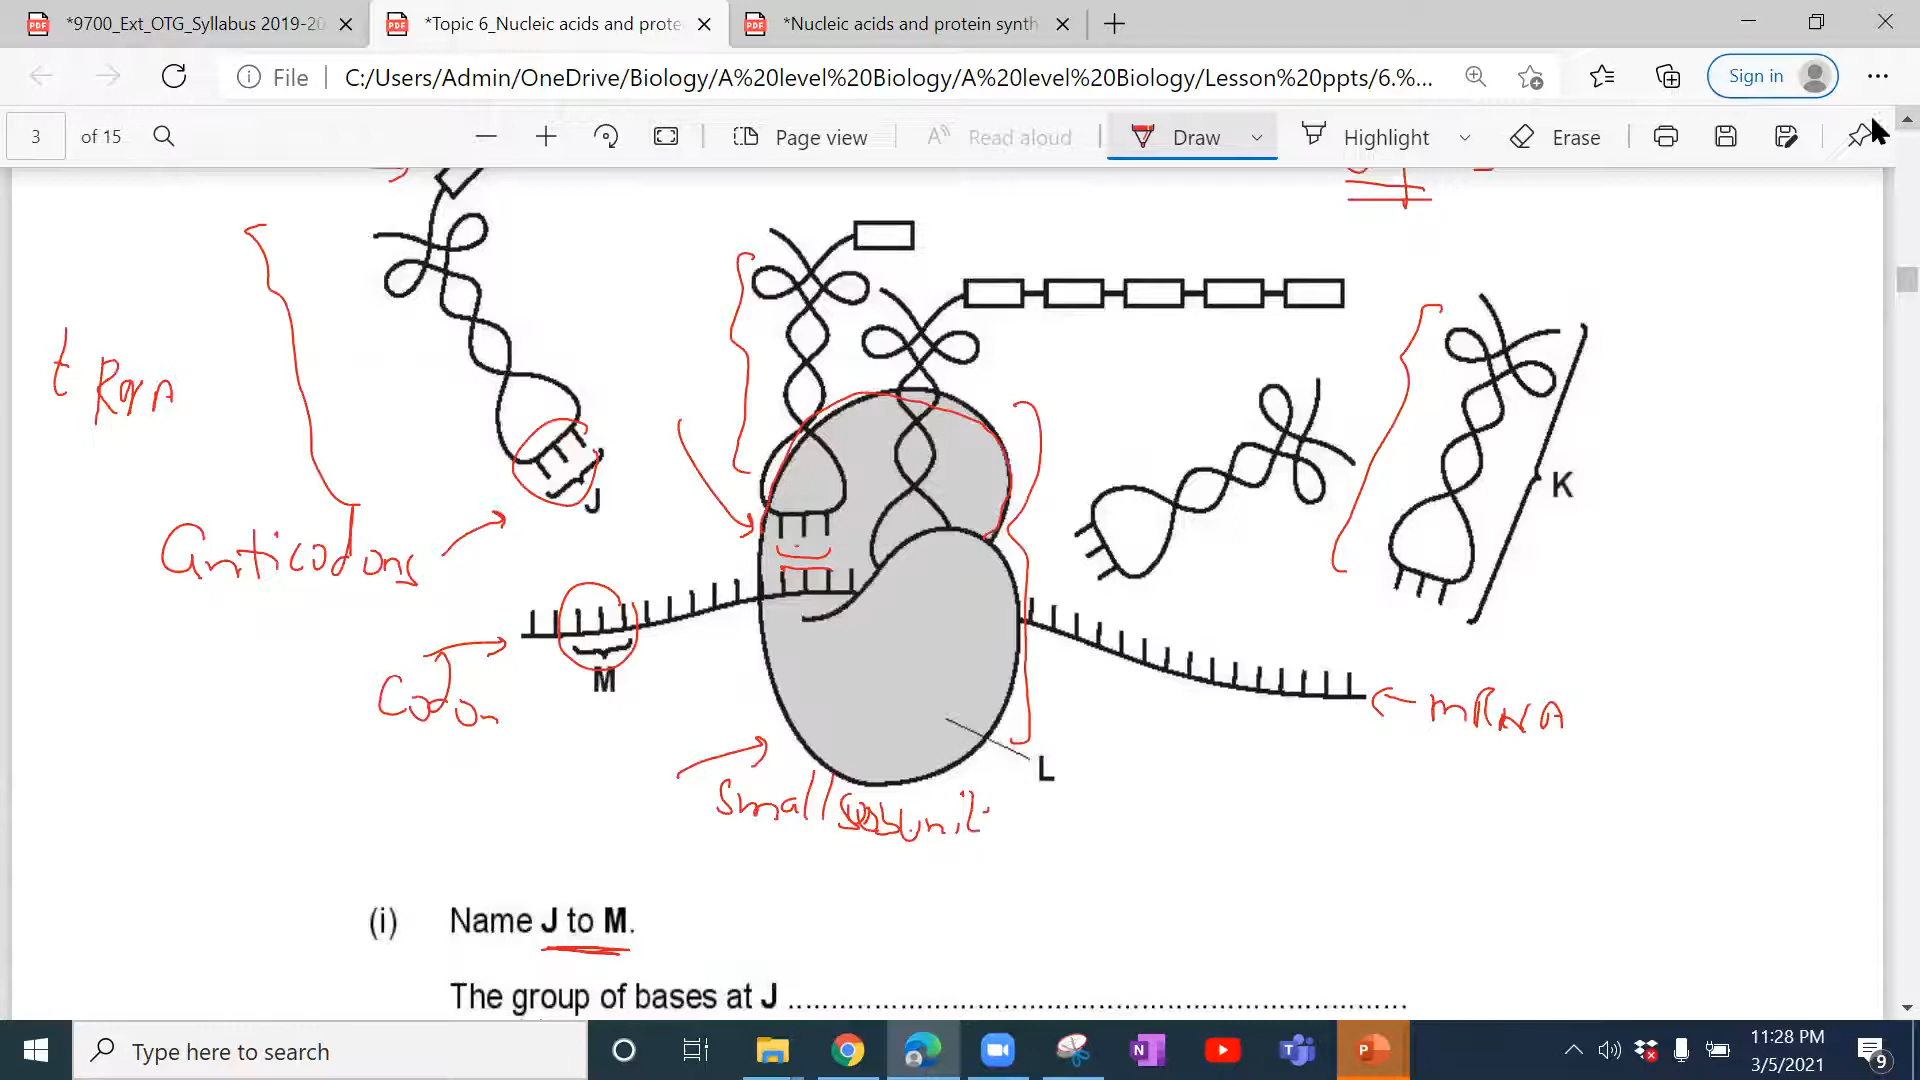 *9700_Ext_OTG_Syllabus 2019-20
*Topic 6_Nucleic acids and prote
*Nucleic acids and protein synth
File
C:/Users/Admin/OneDrive/Biology/A%20level%20Biology/A%20level%20Biology/Lesson%20ppts/6.%...
Sign in
3 of 15
Page view
Read aloud
Draw
Highlight
Erase
tRNA
K
J
Anticodons
M
Codon
mRNA
L
Small subunit
(i) Name J to M.
The group of bases at J
Type here to search
11:28 PM
3/5/2021
9